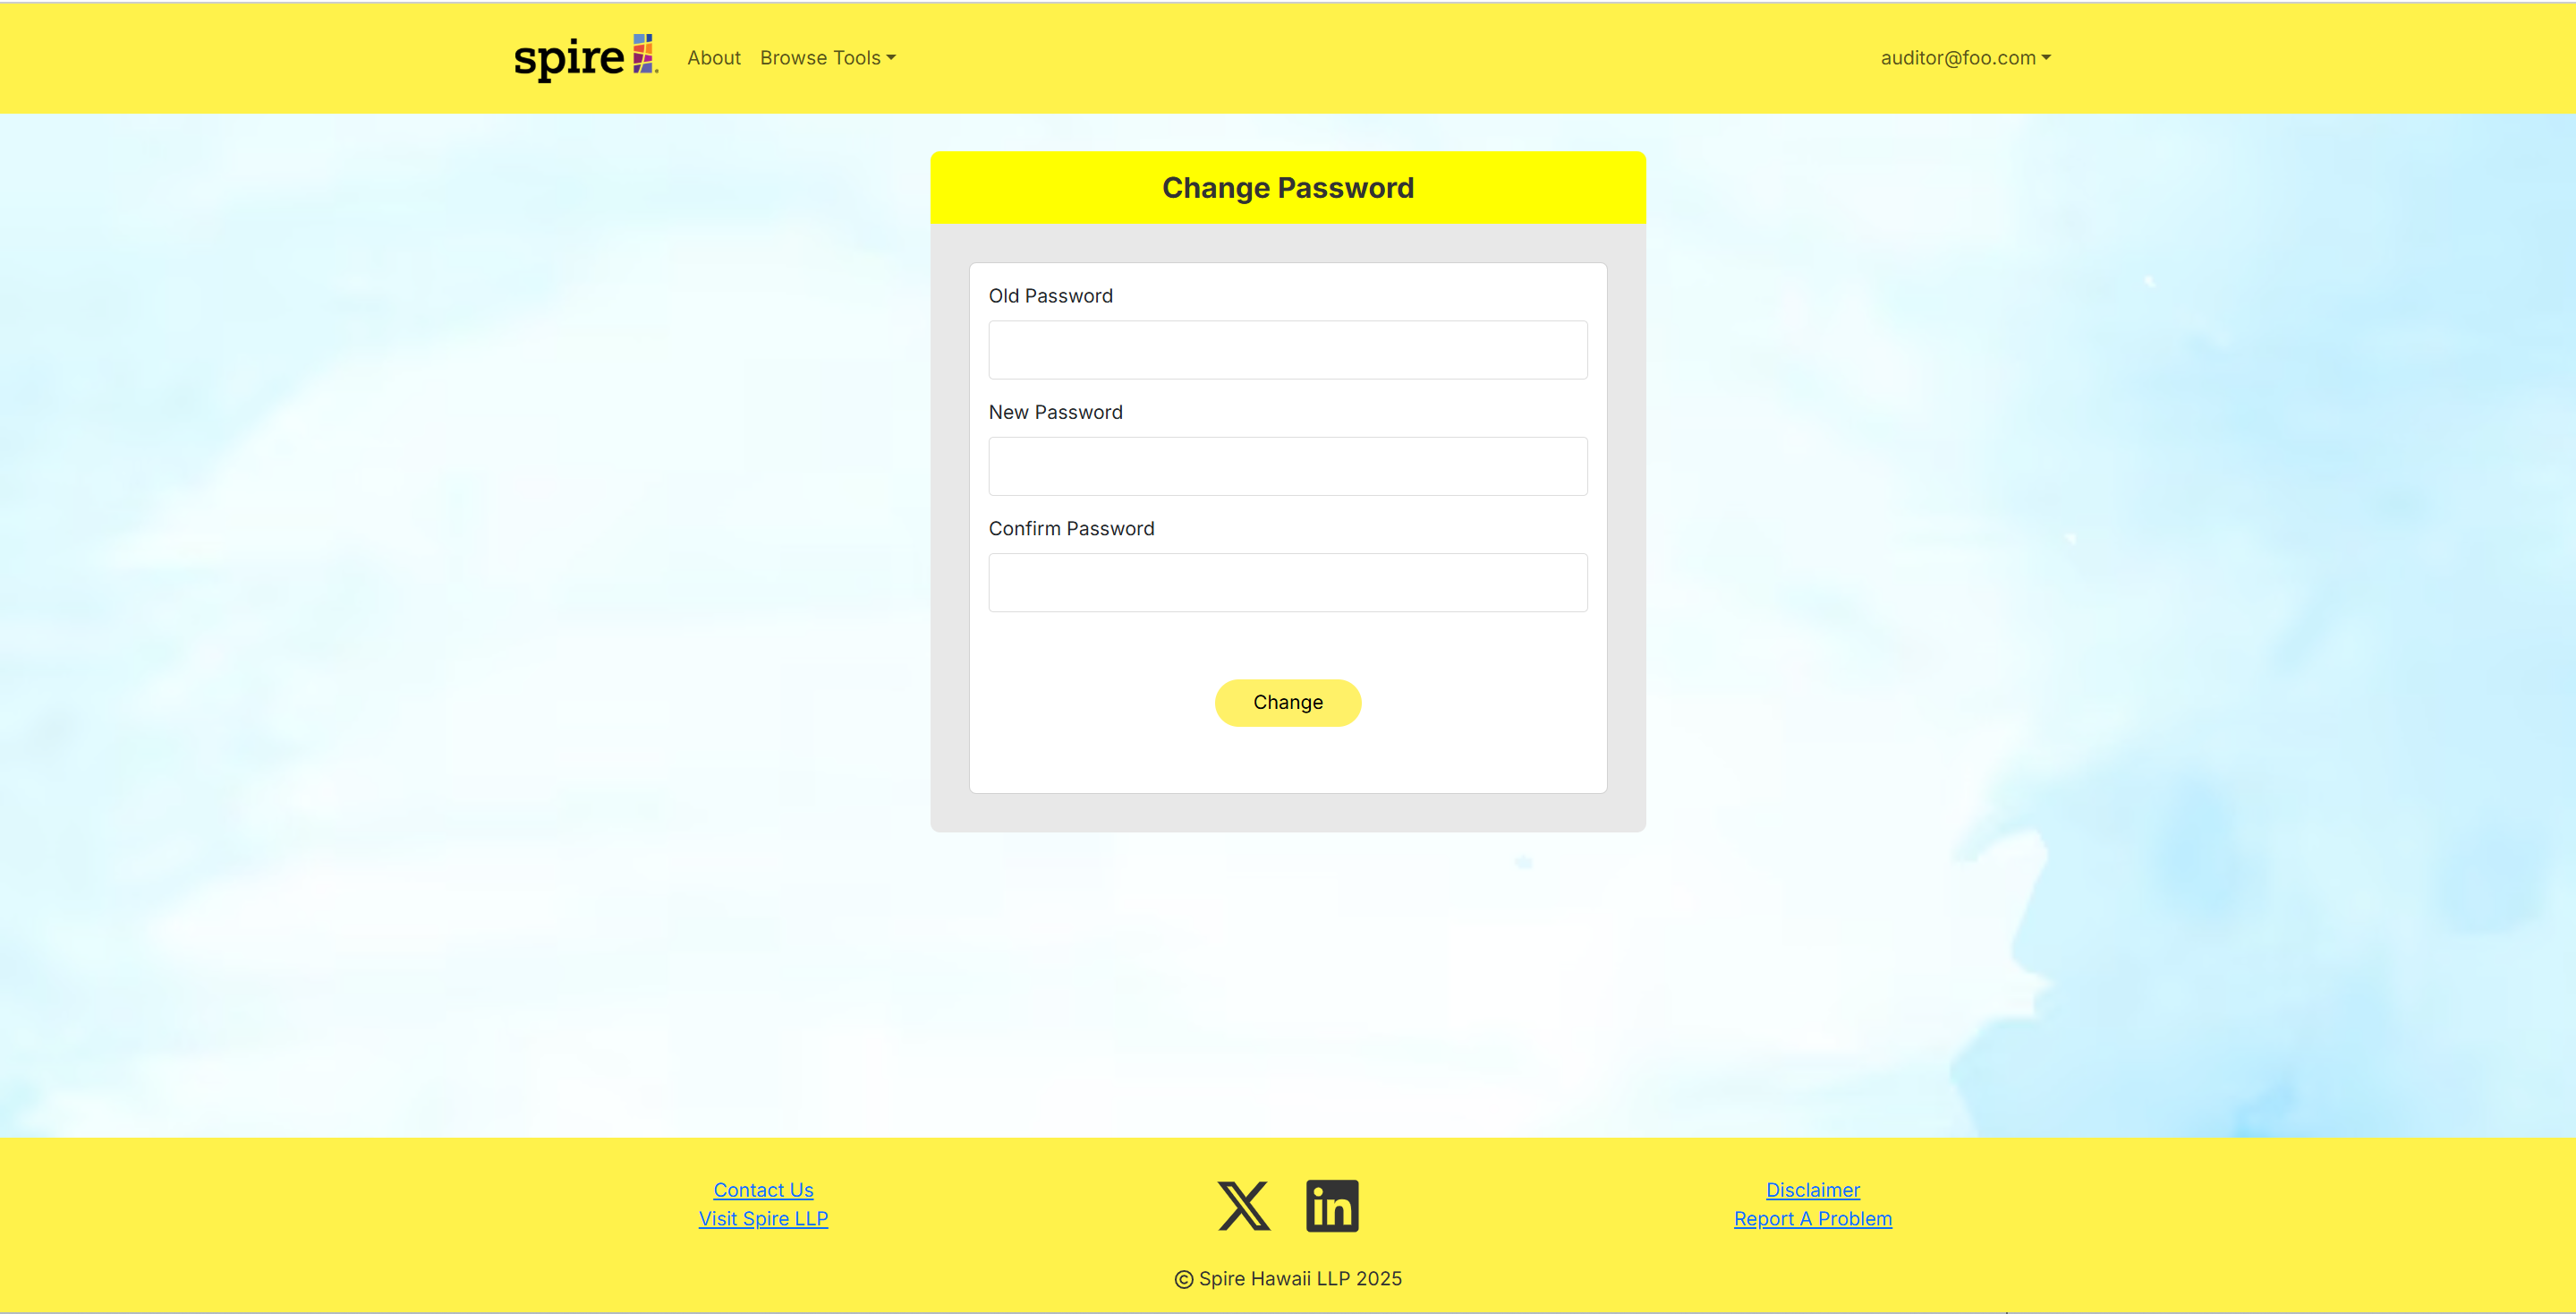 spire
About Browse Tools
auditor@foo.com
Change Password
Old Password
New Password
Confirm Password
Change
Contact Us
Visit Spire LLP
Disclaimer
Report A Problem
© Spire Hawaii LLP 2025